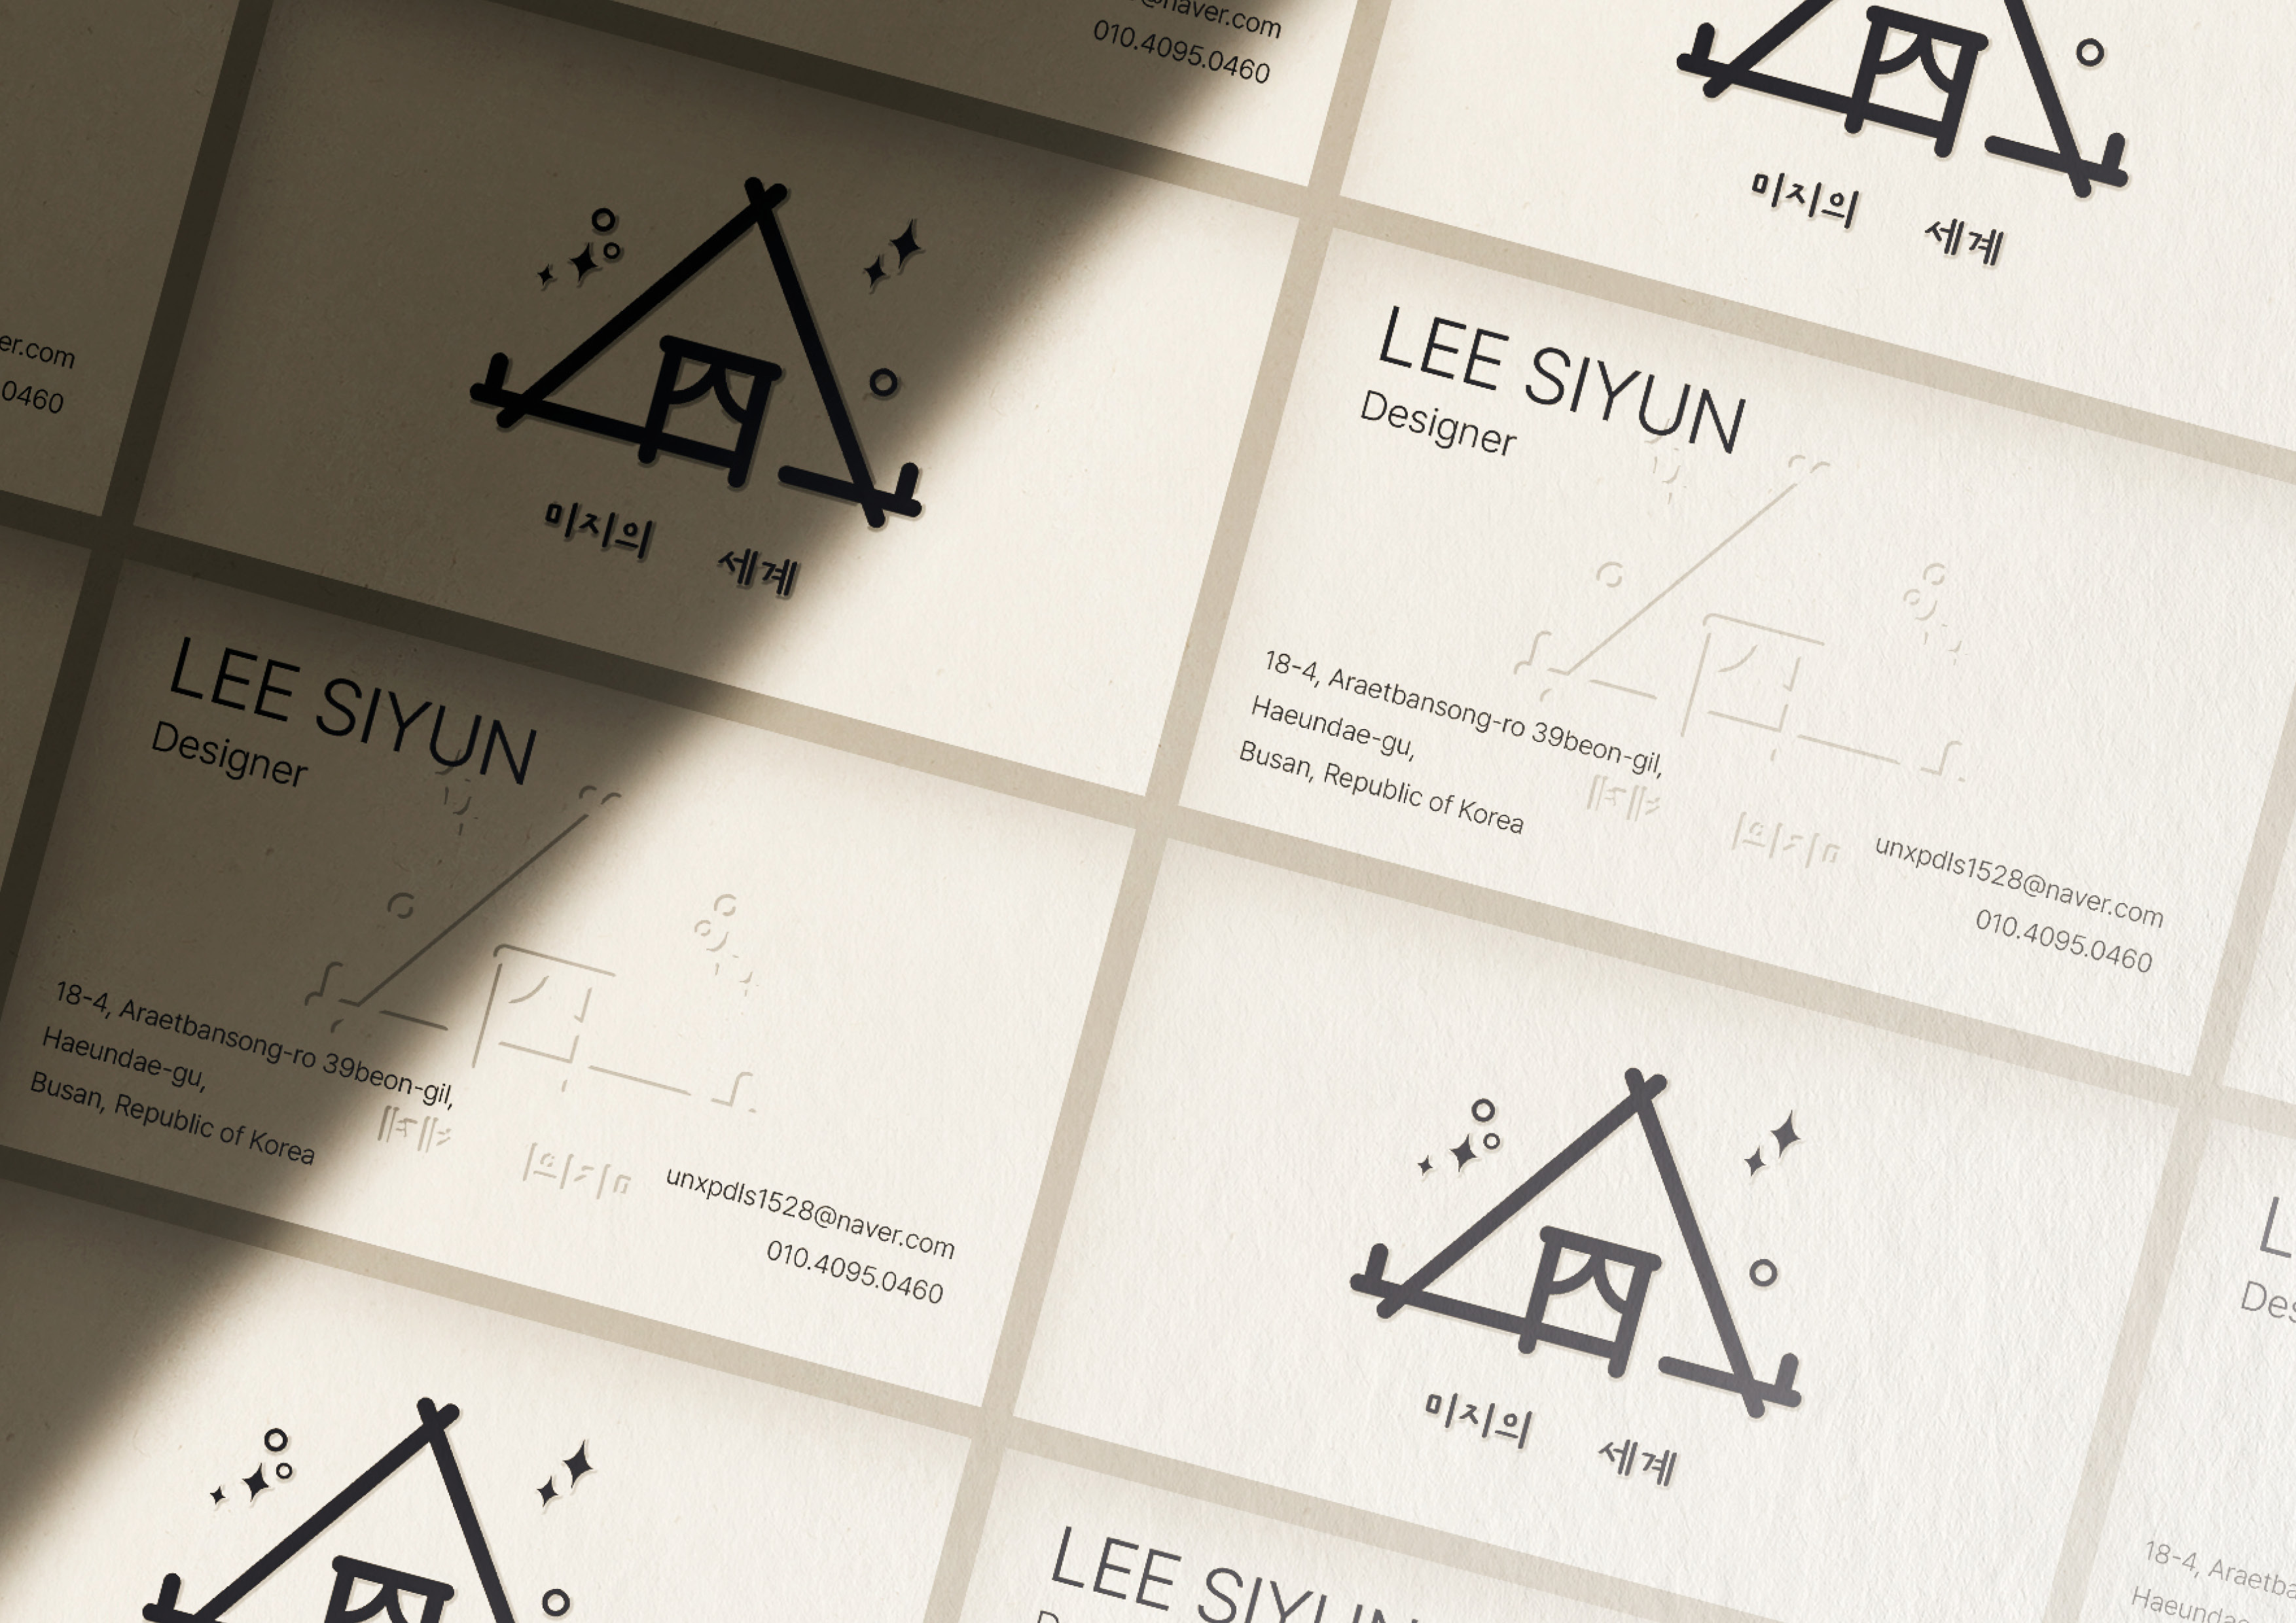 @naver.com
010.4095.0460
미지의 세계
er.com
0460
미지의 세계
LEE SIYUN
Designer
18-4, Araetbansong-ro 39beon-gil,
Haeundae-gu,
Busan, Republic of Korea
unxpdls1528@naver.com
010.4095.0460
LEE SIYUN
Designer
18-4, Araetbansong-ro 39beon-gil,
Haeundae-gu,
Busan, Republic of Korea
unxpdls1528@naver.com
010.4095.0460
미지의 세계
L
Des
LEE SIYUN
18-4, Araetba
Haeundae-gu